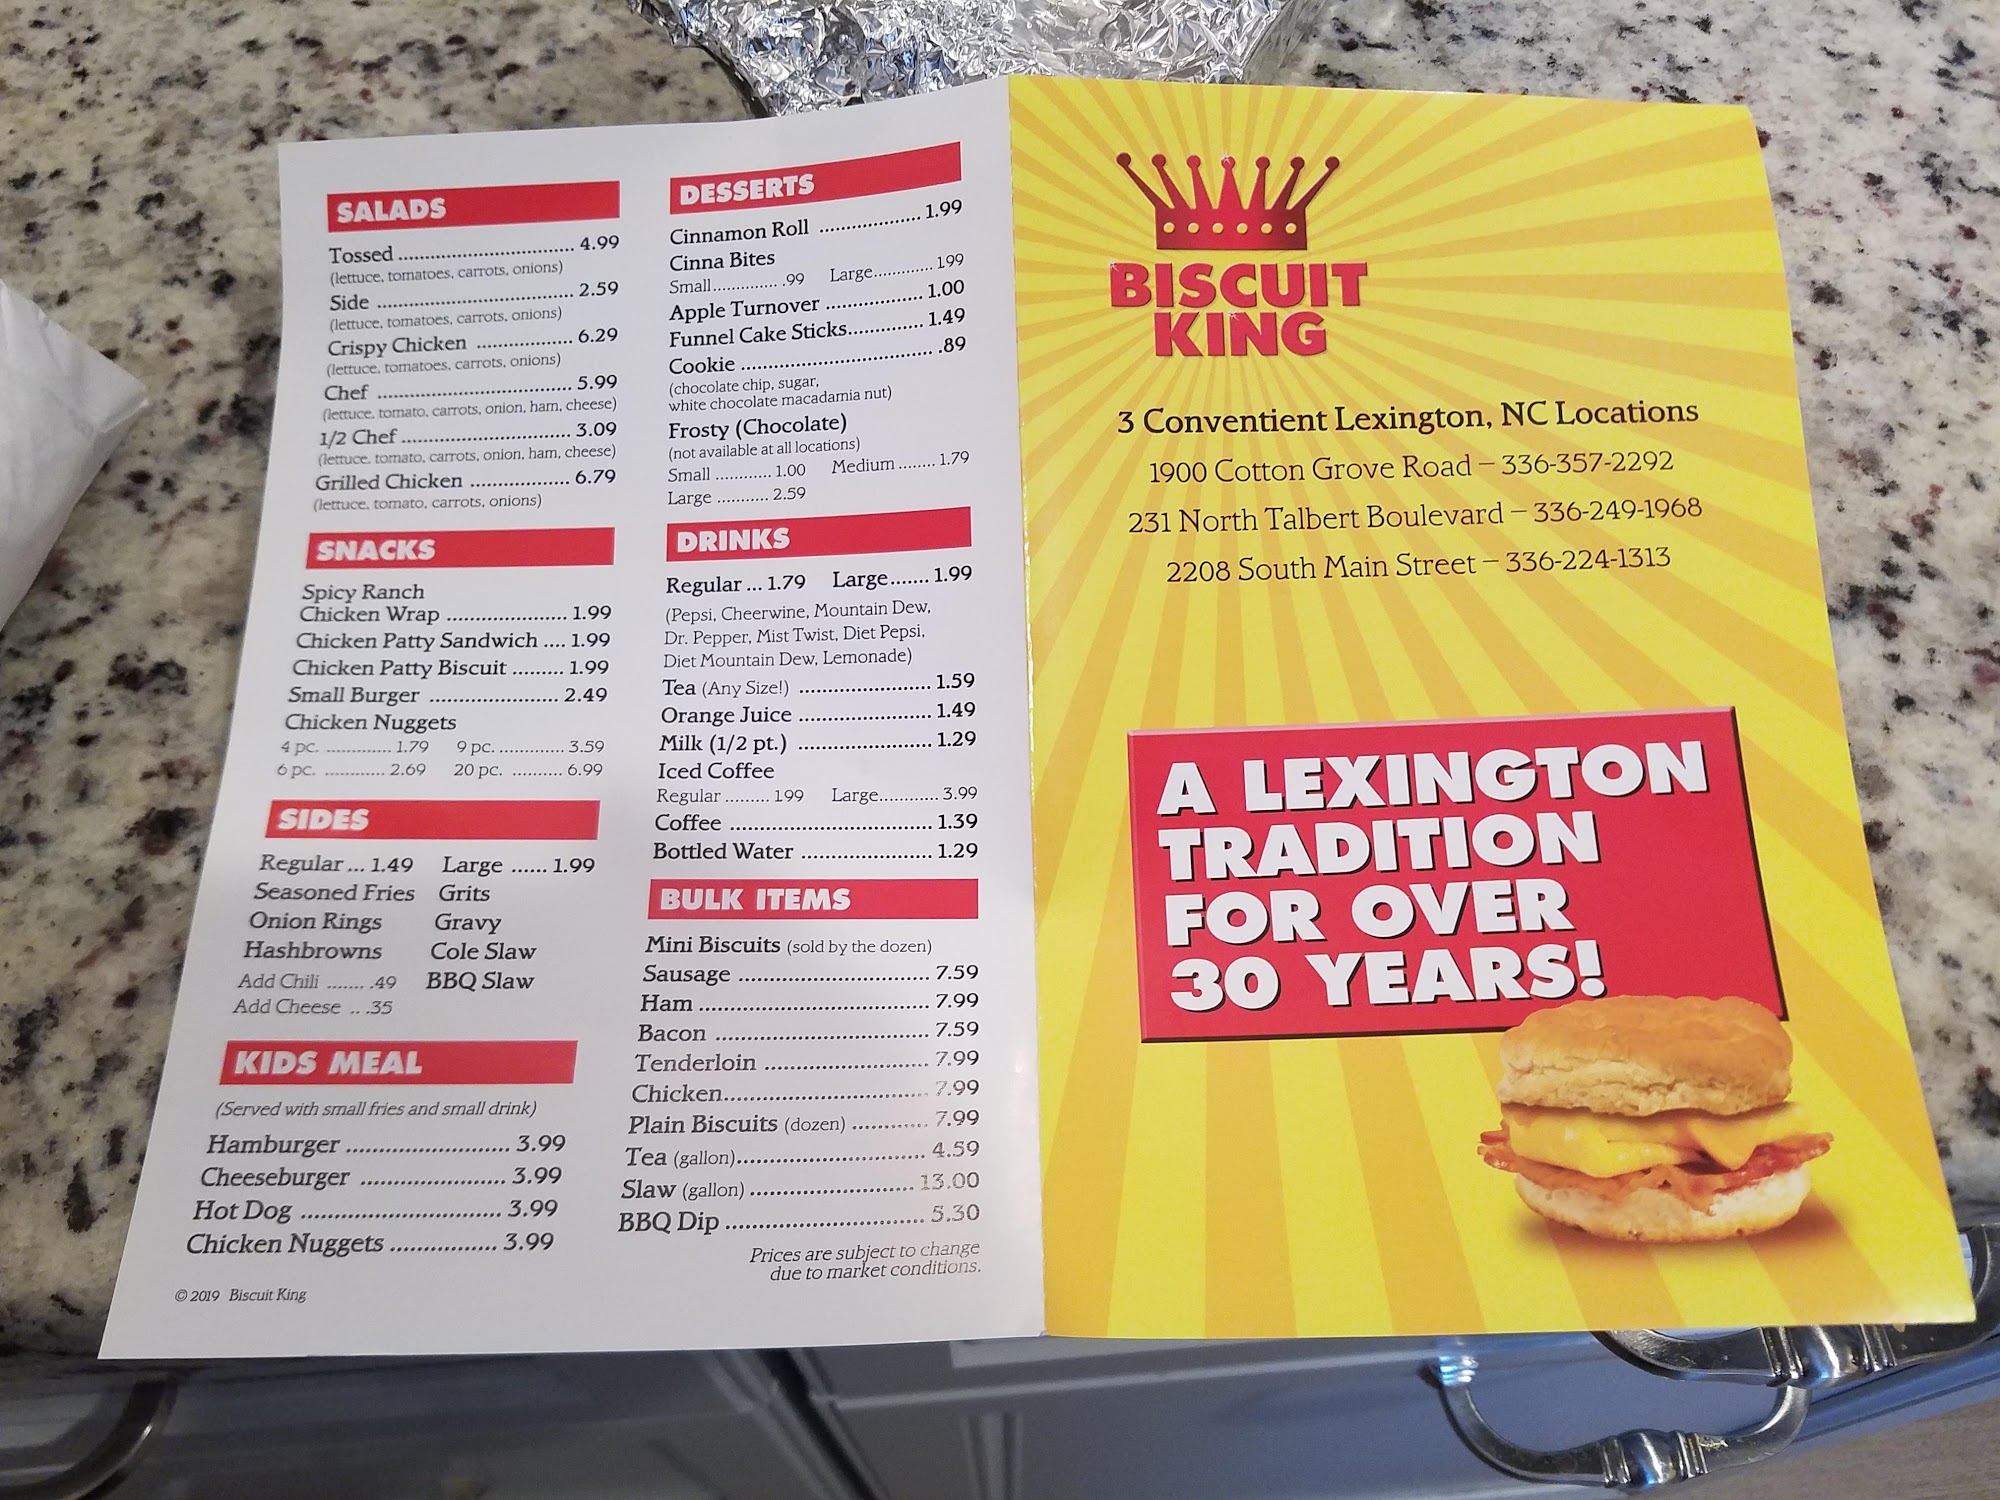 SALADS
Tossed .............................. 4.99
(lettuce, tomatoes, carrots, onions)
Side .................................. 2.59
(lettuce, tomatoes, carrots, onions)
Crispy Chicken ..................... 6.29
(lettuce, tomatoes, carrots, onions)
Chef .................................. 5.99
(lettuce, tomato, carrots, onion, ham, cheese)
1/2 Chef ............................. 3.09
(lettuce, tomato, carrots, onion, ham, cheese)
Grilled Chicken ................. 6.79
(lettuce, tomato, carrots, onions)
SNACKS
Spicy Ranch
Chicken Wrap ..................... 1.99
Chicken Patty Sandwich .... 1.99
Chicken Patty Biscuit ......... 1.99
Small Burger ...................... 2.49
Chicken Nuggets
4 pc. ............. 1.79 9 pc. ............. 3.59
6 pc. ............ 2.69 20 pc. .......... 6.99
SIDES
Regular ... 1.49 Large ...... 1.99
Seasoned Fries Grits
Onion Rings Gravy
Hashbrowns Cole Slaw
Add Chili ....... .49 BBQ Slaw
Add Cheese .. .35
KIDS MEAL
(Served with small fries and small drink)
Hamburger ......................... 3.99
Cheeseburger ...................... 3.99
Hot Dog .............................. 3.99
Chicken Nuggets ................ 3.99
© 2019 Biscuit King
DESSERTS
Cinnamon Roll ................. 1.99
Cinna Bites
Small.............. .99 Large............. 199
Apple Turnover ................ 1.00
Funnel Cake Sticks............ 1.49
Cookie ............................... .89
(chocolate chip, sugar,
white chocolate macadamia nut)
Frosty (Chocolate)
(not available at all locations)
Small ............ 1.00 Medium ........ 1.79
Large ........... 2.59
DRINKS
Regular ... 1.79 Large....... 1.99
(Pepsi, Cheerwine, Mountain Dew,
Dr. Pepper, Mist Twist, Diet Pepsi,
Diet Mountain Dew, Lemonade)
Tea (Any Size!) ...................... 1.59
Orange Juice ...................... 1.49
Milk (1/2 pt.) ...................... 1.29
Iced Coffee
Regular ......... 199 Large............ 3.99
Coffee ................................. 1.39
Bottled Water ..................... 1.29
BULK ITEMS
Mini Biscuits (sold by the dozen)
Sausage ............................... 7.59
Ham .................................... 7.99
Bacon .................................. 7.59
Tenderloin .......................... 7.99
Chicken................................ 7.99
Plain Biscuits (dozen) ............ 7.99
Tea (gallon)............................. 4.59
Slaw (gallon) ......................... 13.00
BBQ Dip............................... 5.30
Prices are subject to change
due to market conditions.
BISCUIT
KING
3 Conventient Lexington, NC Locations
1900 Cotton Grove Road – 336-357-2292
231 North Talbert Boulevard – 336-249-1968
2208 South Main Street – 336-224-1313
A LEXINGTON
TRADITION
FOR OVER
30 YEARS!